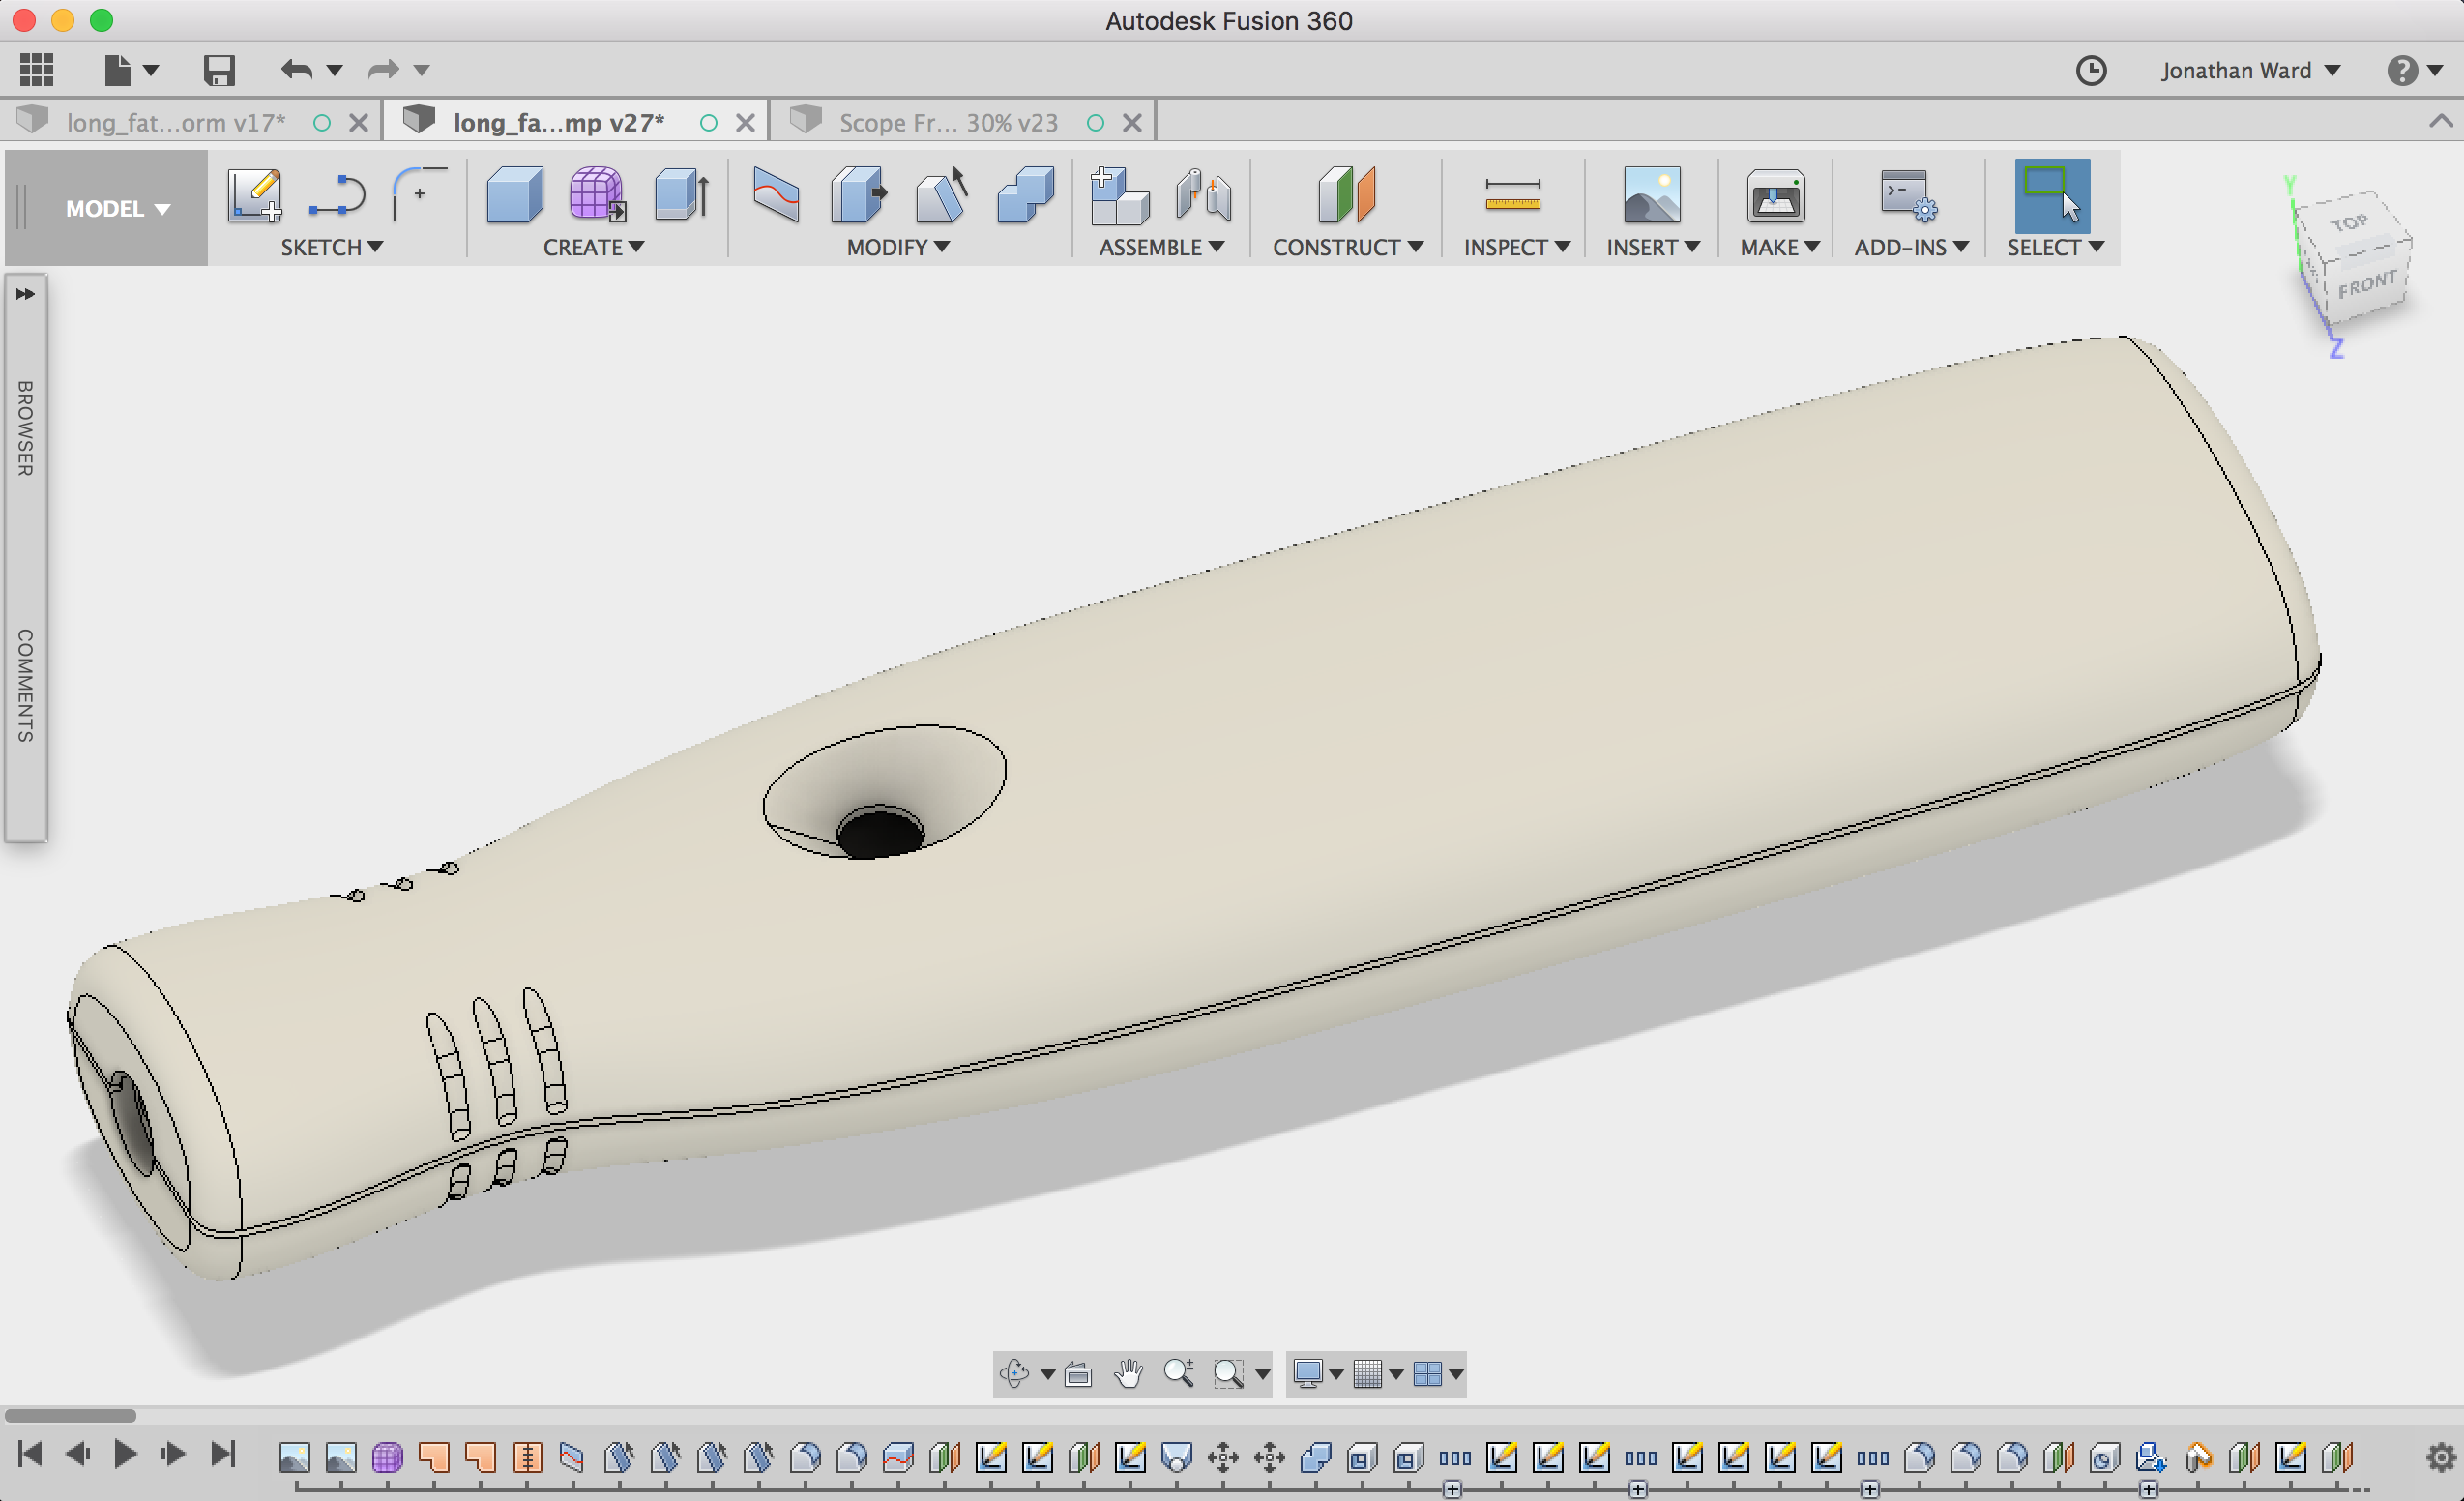 Autodesk Fusion 360
Jonathan Ward
long_fat...orm v17*
long_fa...mp v27*
Scope Fr... 30% v23
MODEL
SKETCH
CREATE
MODIFY
ASSEMBLE
CONSTRUCT
INSPECT
INSERT
MAKE
ADD-INS
SELECT
Y
TOP
FRONT
Z
BROWSER
COMMENTS